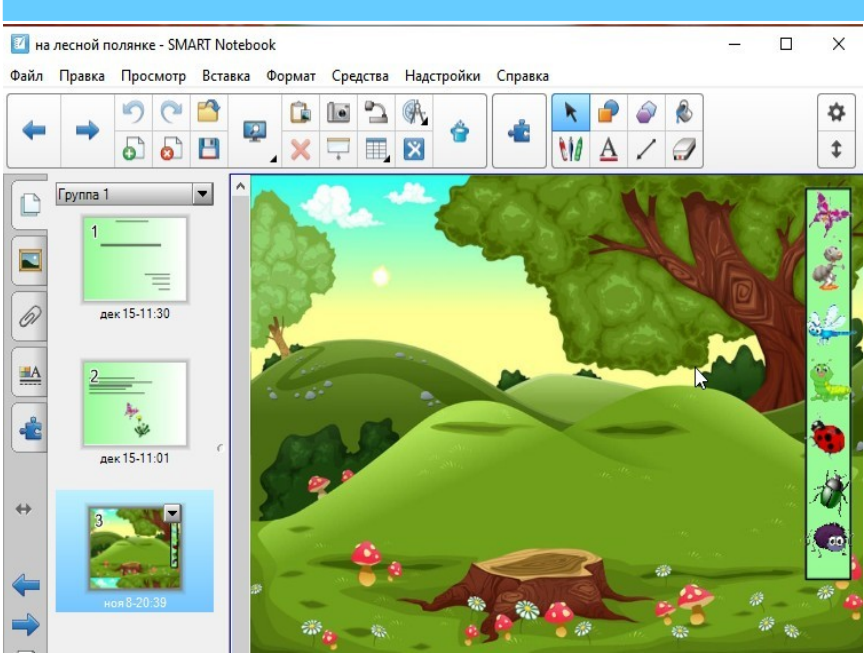 на лесной полянке - SMART Notebook
Файл Правка Просмотр Вставка Формат Средства Надстройки Справка
Группа 1
1
дек 15-11:30
2
дек 15-11:01
3
ноя 8-20:39